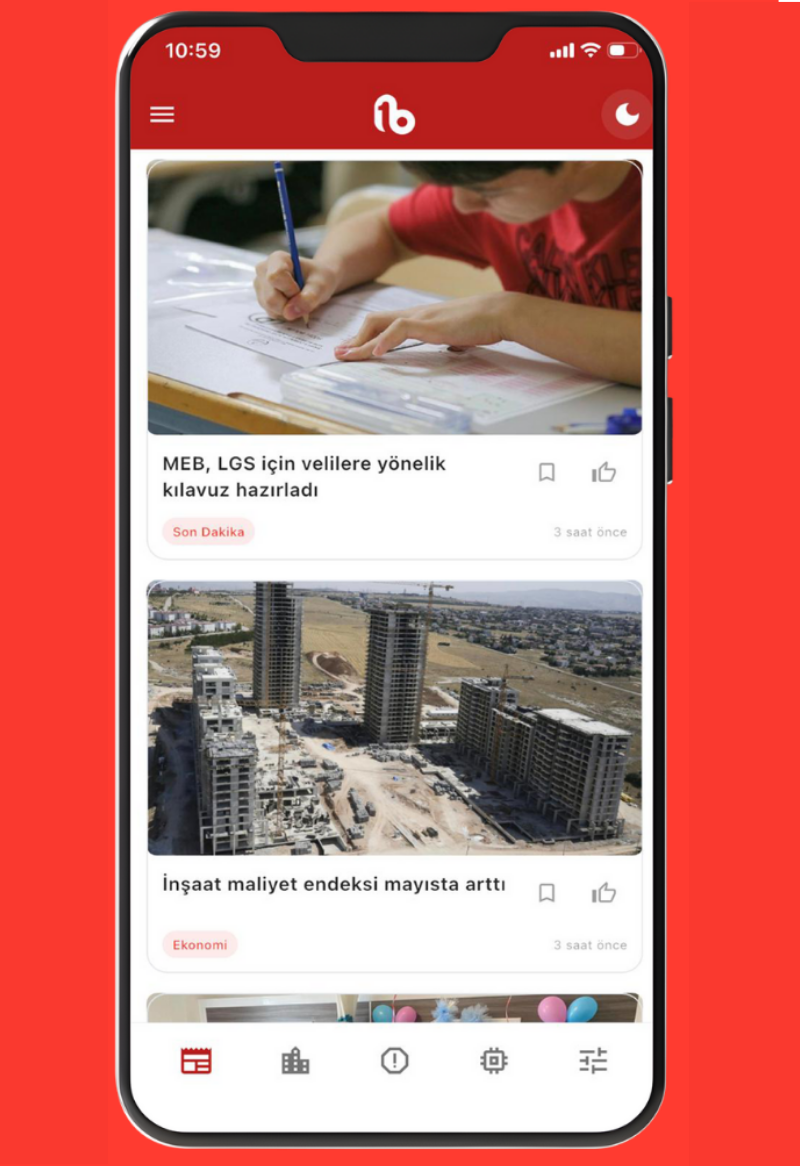 10:59
MEB, LGS için velilere yönelik
kılavuz hazırladı
Son Dakika
3 saat önce
İnşaat maliyet endeksi mayısta arttı
Ekonomi
3 saat önce